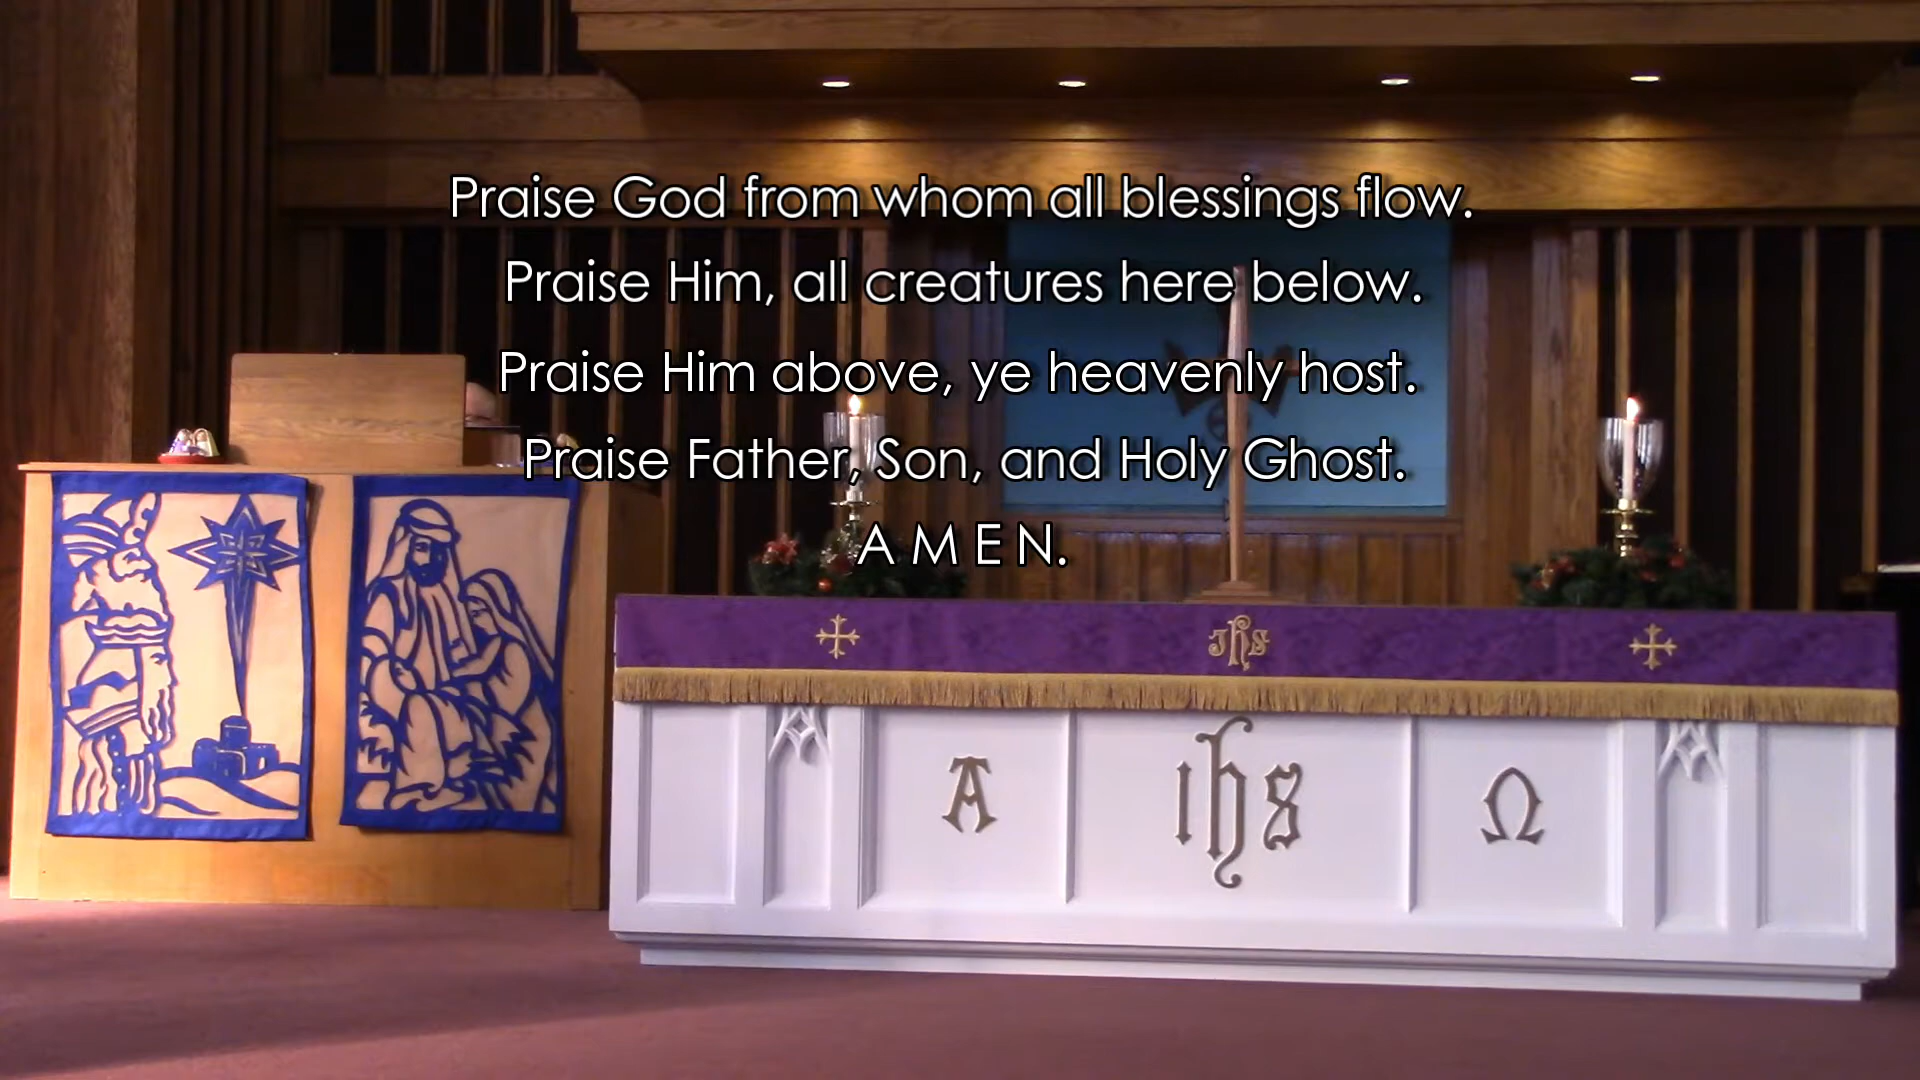 Praise God from whom all blessings flow.
Praise Him, all creatures here below.
Praise Him above, ye heavenly host.
Praise Father, Son, and Holy Ghost.
A M E N.
IHS
A IHS Ω